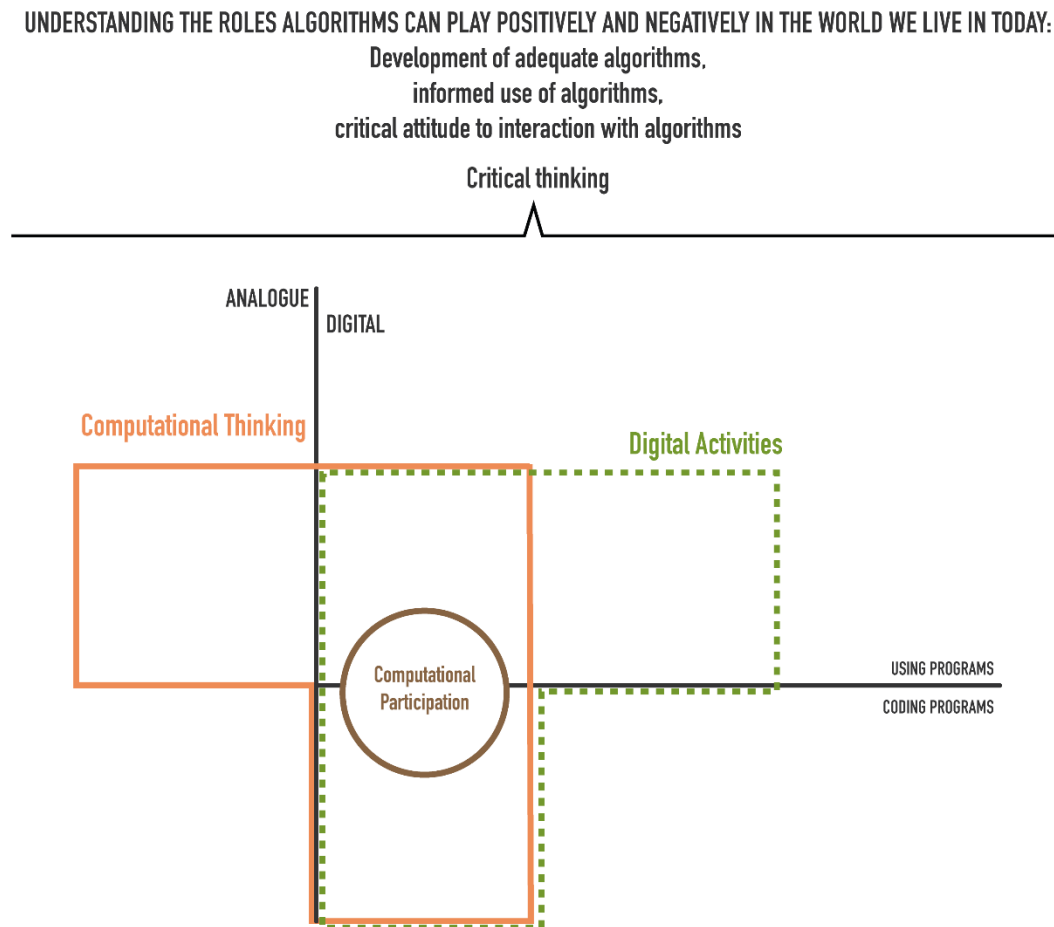 UNDERSTANDING THE ROLES ALGORITHMS CAN PLAY POSITIVELY AND NEGATIVELY IN THE WORLD WE LIVE IN TODAY:
Development of adequate algorithms,
informed use of algorithms,
critical attitude to interaction with algorithms
Critical thinking
ANALOGUE
DIGITAL
Computational Thinking
Digital Activities
Computational
Participation
USING PROGRAMS
CODING PROGRAMS